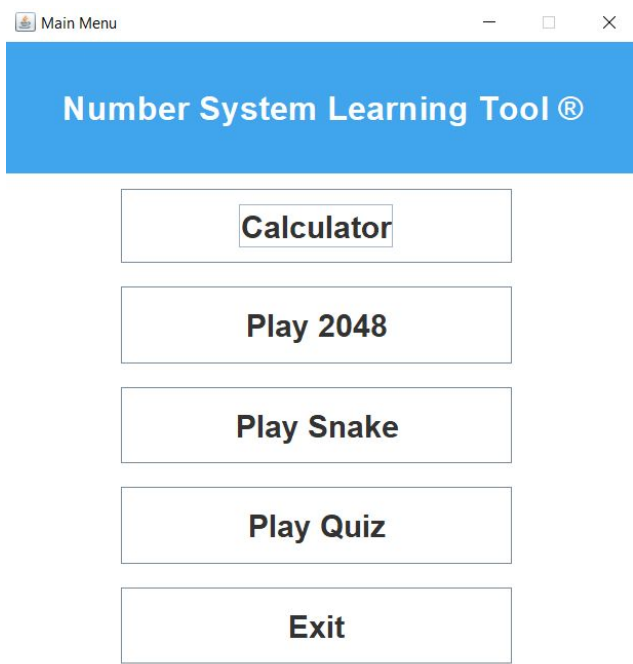 Main Menu
Number System Learning Tool ®
Calculator
Play 2048
Play Snake
Play Quiz
Exit